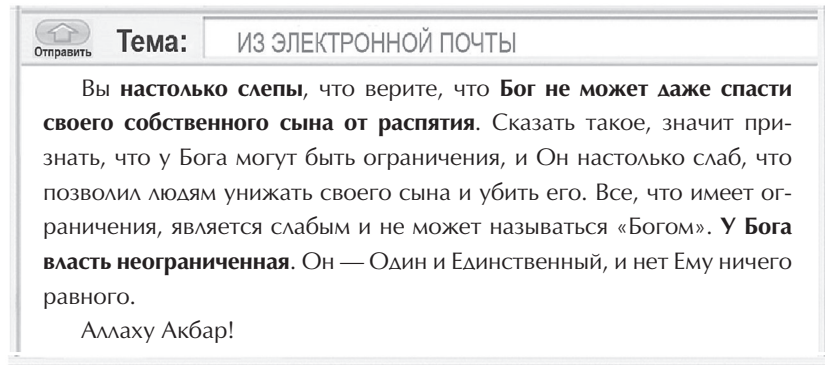 Отправить Тема: ИЗ ЭЛЕКТРОННОЙ ПОЧТЫ
Вы настолько слепы, что верите, что Бог не может даже спасти
своего собственного сына от распятия. Сказать такое, значит при-
знать, что у Бога могут быть ограничения, и Он настолько слаб, что
позволил людям унижать своего сына и убить его. Все, что имеет ог-
раничения, является слабым и не может называться «Богом». У Бога
власть неограниченная. Он — Один и Единственный, и нет Ему ничего
равного.
Аллаху Акбар!